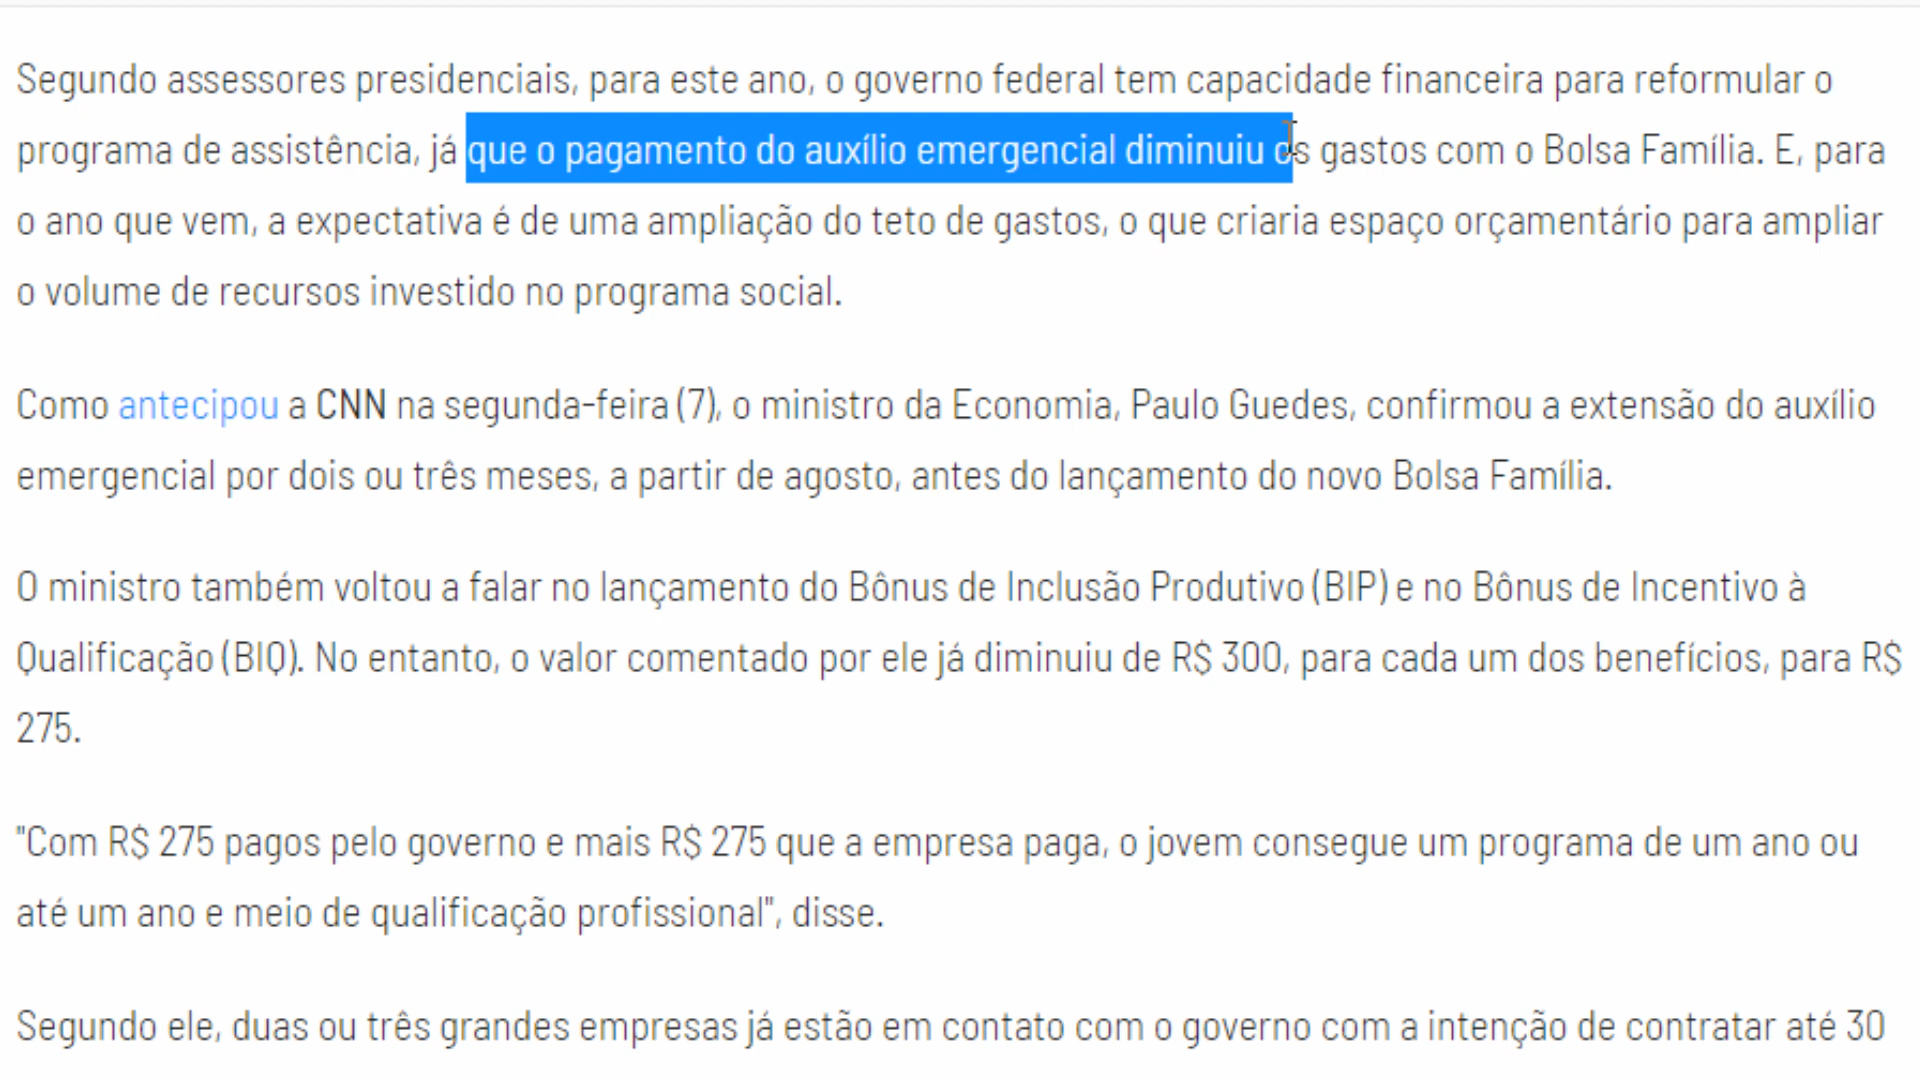 Segundo assessores presidenciais, para este ano, o governo federal tem capacidade financeira para reformular o
programa de assistência, já que o pagamento do auxílio emergencial diminuiu os gastos com o Bolsa Família. E, para
o ano que vem, a expectativa é de uma ampliação do teto de gastos, o que criaria espaço orçamentário para ampliar
o volume de recursos investido no programa social.
Como antecipou a CNN na segunda-feira (7), o ministro da Economia, Paulo Guedes, confirmou a extensão do auxílio
emergencial por dois ou três meses, a partir de agosto, antes do lançamento do novo Bolsa Família.
O ministro também voltou a falar no lançamento do Bônus de Inclusão Produtivo (BIP) e no Bônus de Incentivo à
Qualificação (BIQ). No entanto, o valor comentado por ele já diminuiu de R$ 300, para cada um dos benefícios, para R$
275.
"Com R$ 275 pagos pelo governo e mais R$ 275 que a empresa paga, o jovem consegue um programa de um ano ou
até um ano e meio de qualificação profissional", disse.
Segundo ele, duas ou três grandes empresas já estão em contato com o governo com a intenção de contratar até 30